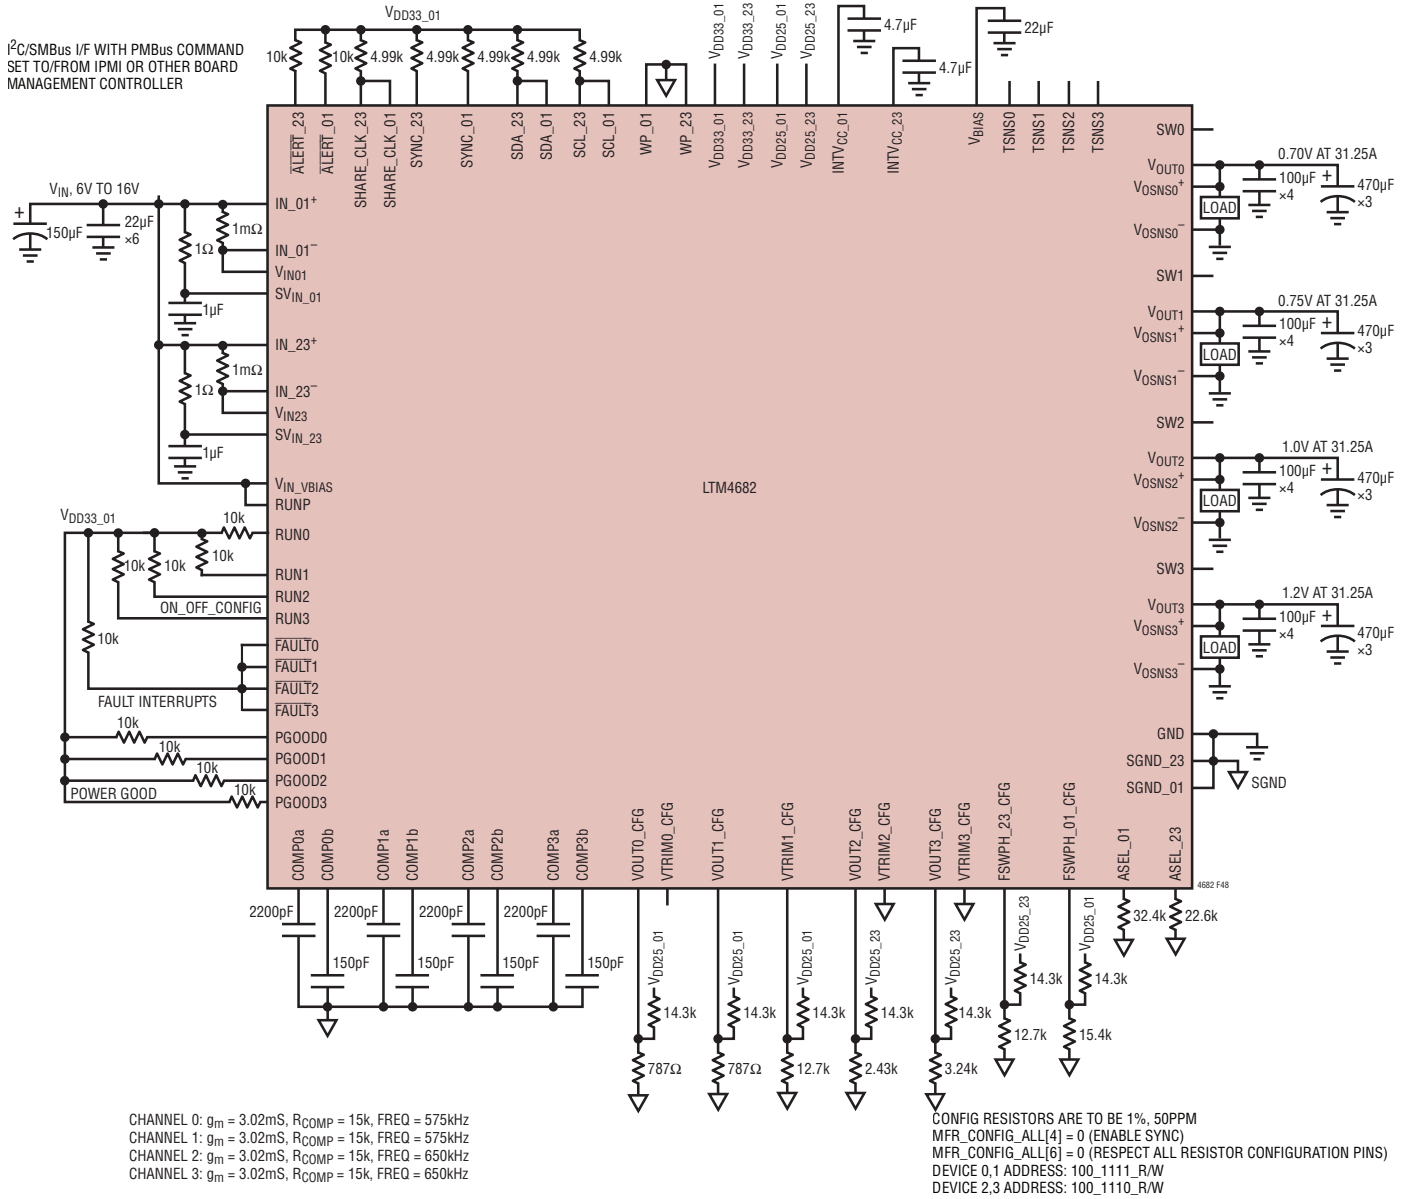 I²C/SMBus I/F WITH PMBus COMMAND
SET TO/FROM IPMI OR OTHER BOARD
MANAGEMENT CONTROLLER
VDD33_01
10k
10k
4.99k
4.99k
4.99k
4.99k
4.99k
VDD33_01
VDD33_23
VDD25_01
VDD25_23
4.7µF
4.7µF
22µF
ALERT_23
ALERT_01
SHARE_CLK_23
SHARE_CLK_01
SYNC_23
SYNC_01
SDA_23
SDA_01
SCL_23
SCL_01
WP_01
WP_23
VDD33_01
VDD33_23
VDD25_01
VDD25_23
INTVCC_01
INTVCC_23
VBIAS
TSNS0
TSNS1
TSNS2
TSNS3
VIN, 6V TO 16V
+
150µF
22µF
×6
1Ω
1mΩ
1µF
1Ω
1mΩ
1µF
IN_01+
IN_01−
VIN01
SVIN_01
IN_23+
IN_23−
VIN23
SVIN_23
VIN_VBIAS
RUNP
VDD33_01
10k
RUN0
10k
10k
10k
RUN1
RUN2
ON_OFF_CONFIG
RUN3
10k
FAULT0
FAULT1
FAULT2
FAULT3
FAULT INTERRUPTS
10k
PGOOD0
10k
PGOOD1
10k
PGOOD2
10k
PGOOD3
POWER GOOD
LTM4682
SW0
VOUT0
VOSNS0+
VOSNS0−
LOAD
0.70V AT 31.25A
100µF
×4
+
470µF
×3
SW1
VOUT1
VOSNS1+
VOSNS1−
LOAD
0.75V AT 31.25A
100µF
×4
+
470µF
×3
SW2
VOUT2
VOSNS2+
VOSNS2−
LOAD
1.0V AT 31.25A
100µF
×4
+
470µF
×3
SW3
VOUT3
VOSNS3+
VOSNS3−
LOAD
1.2V AT 31.25A
100µF
×4
+
470µF
×3
GND
SGND_23
SGND_01
SGND
COMP0a
COMP0b
COMP1a
COMP1b
COMP2a
COMP2b
COMP3a
COMP3b
VOUT0_CFG
VTRIM0_CFG
VOUT1_CFG
VTRIM1_CFG
VOUT2_CFG
VTRIM2_CFG
VOUT3_CFG
VTRIM3_CFG
FSWPH_23_CFG
FSWPH_01_CFG
ASEL_01
ASEL_23
4682 F48
2200pF
2200pF
2200pF
2200pF
150pF
150pF
150pF
150pF
VDD25_01
14.3k
787Ω
VDD25_01
14.3k
787Ω
VDD25_01
14.3k
12.7k
VDD25_23
14.3k
2.43k
VDD25_23
14.3k
3.24k
VDD25_23
14.3k
12.7k
VDD25_01
14.3k
15.4k
32.4k
22.6k
CHANNEL 0: gm = 3.02mS, RCOMP = 15k, FREQ = 575kHz
CHANNEL 1: gm = 3.02mS, RCOMP = 15k, FREQ = 575kHz
CHANNEL 2: gm = 3.02mS, RCOMP = 15k, FREQ = 650kHz
CHANNEL 3: gm = 3.02mS, RCOMP = 15k, FREQ = 650kHz
CONFIG RESISTORS ARE TO BE 1%, 50PPM
MFR_CONFIG_ALL[4] = 0 (ENABLE SYNC)
MFR_CONFIG_ALL[6] = 0 (RESPECT ALL RESISTOR CONFIGURATION PINS)
DEVICE 0,1 ADDRESS: 100_1111_R/W
DEVICE 2,3 ADDRESS: 100_1110_R/W